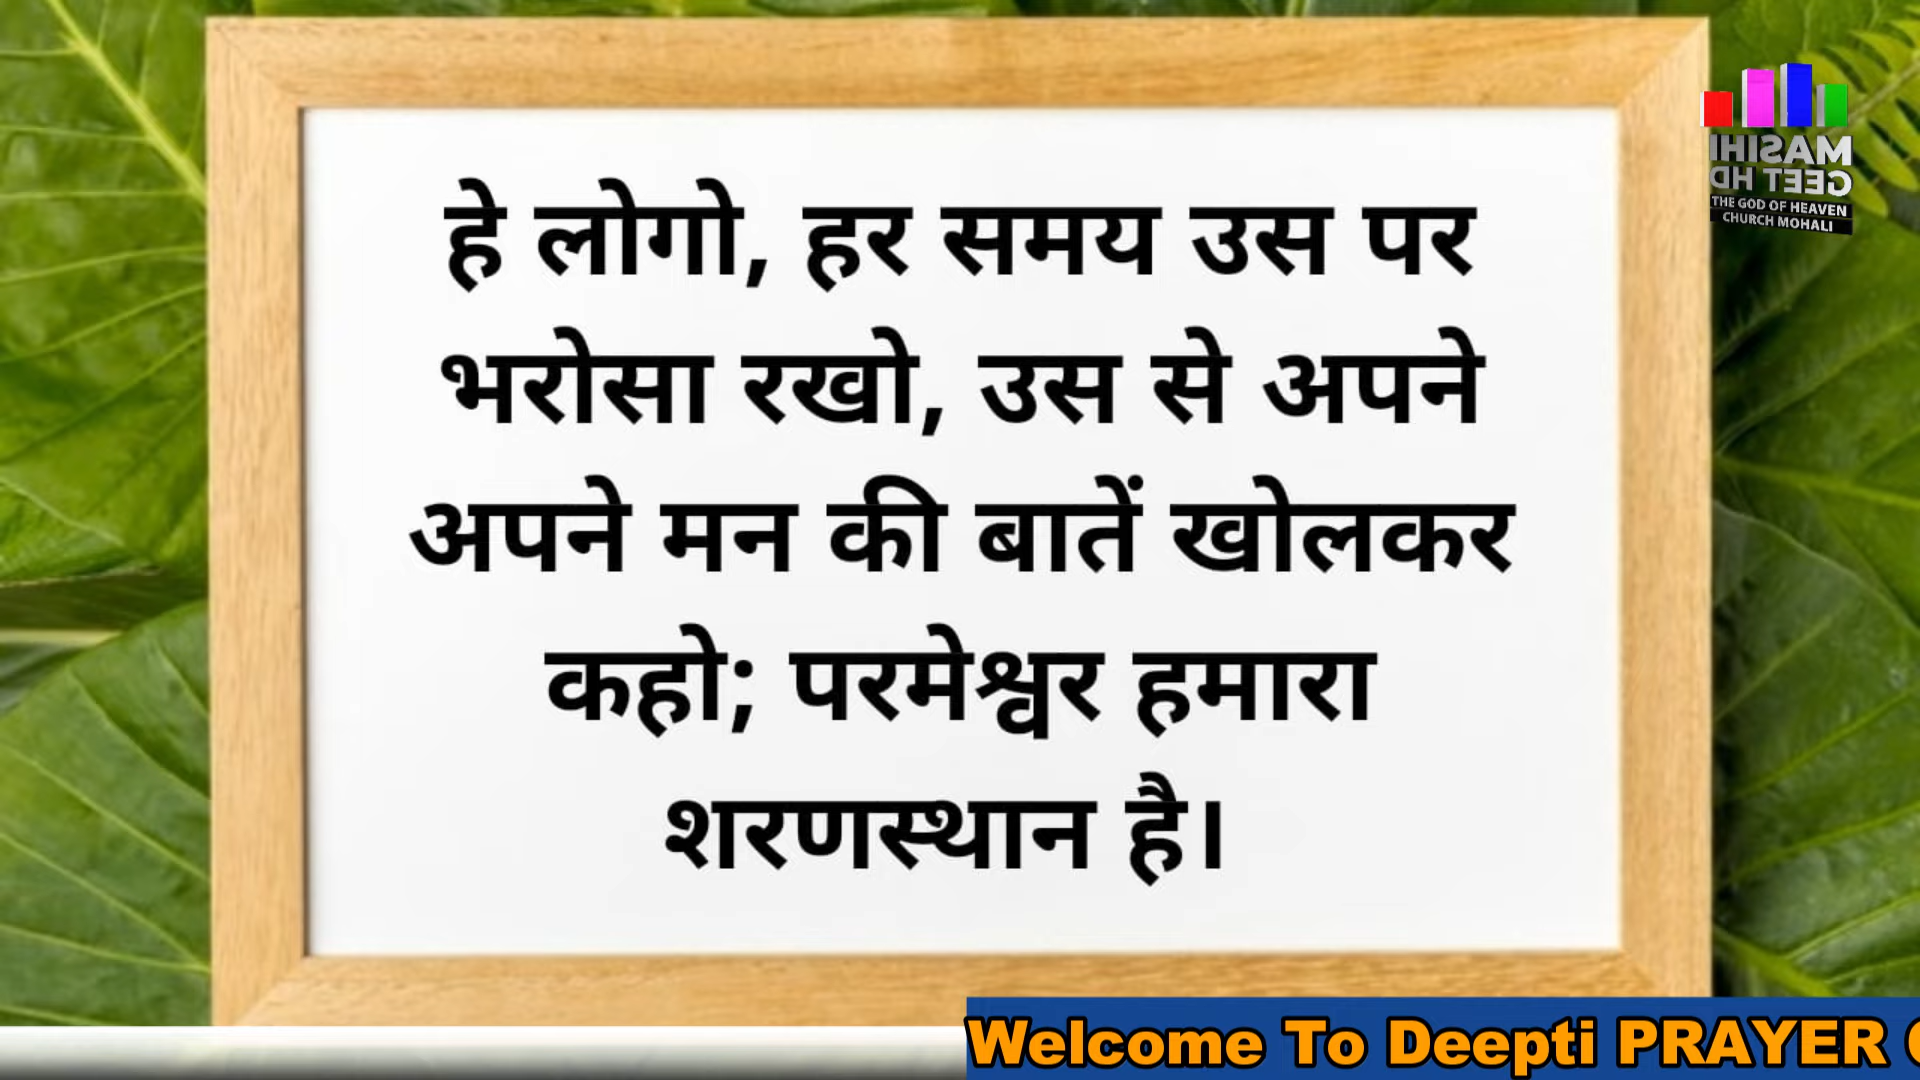 हे लोगो, हर समय उस पर
भरोसा रखो, उस से अपने
अपने मन की बातें खोलकर
कहो; परमेश्वर हमारा
शरणस्थान है।
MASIHI
GEET HD
THE GOD OF HEAVEN
CHURCH MOHALI
Welcome To Deepti PRAYER